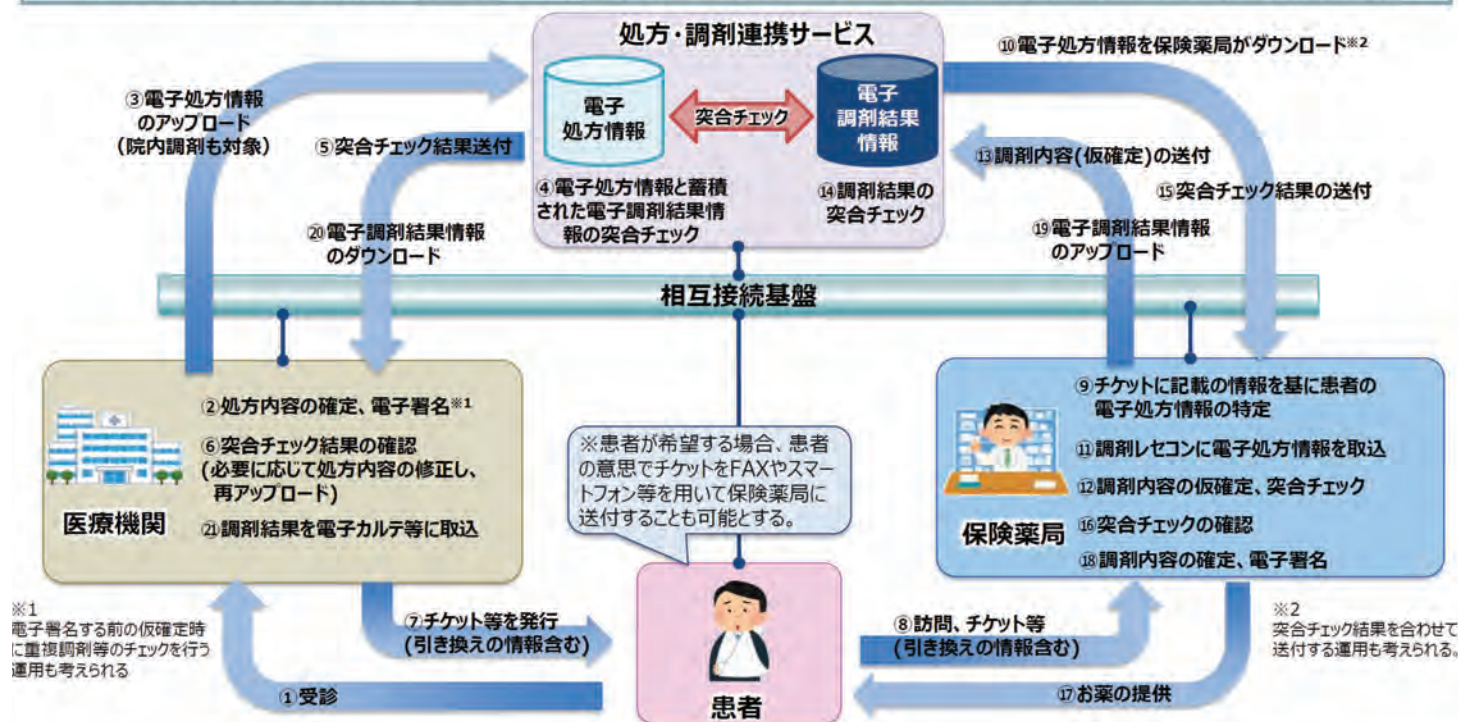 処方・調剤連携サービス
⑩電子処方情報を保険薬局がダウンロード※2
③電子処方情報
のアップロード
(院内調剤も対象)
電子
処方情報
突合チェック
電子
調剤結果
情報
⑤突合チェック結果送付
⑬調剤内容(仮確定)の送付
④電子処方情報と蓄積
された電子調剤結果情
報の突合チェック
⑭調剤結果の
突合チェック
⑮突合チェック結果の送付
⑳電子調剤結果情報
のダウンロード
⑲電子調剤結果情報
のアップロード
相互接続基盤
②処方内容の確定、電子署名※1
⑥突合チェック結果の確認
(必要に応じて処方内容の修正し、
再アップロード)
医療機関
㉑調剤結果を電子カルテ等に取込
※患者が希望する場合、患者
の意思でチケットをFAXやスマー
トフォン等を用いて保険薬局に
送付することも可能とする。
⑨チケットに記載の情報を基に患者の
電子処方情報の特定
⑪調剤レセコンに電子処方情報を取込
⑫調剤内容の仮確定、突合チェック
保険薬局
⑯突合チェックの確認
⑱調剤内容の確定、電子署名
※1
電子署名する前の仮確定時
に重複調剤等のチェックを行う
運用も考えられる
⑦チケット等を発行
(引き換えの情報含む)
⑧訪問、チケット等
(引き換えの情報含む)
※2
突合チェック結果を合わせて
送付する運用も考えられる。
①受診
患者
⑰お薬の提供